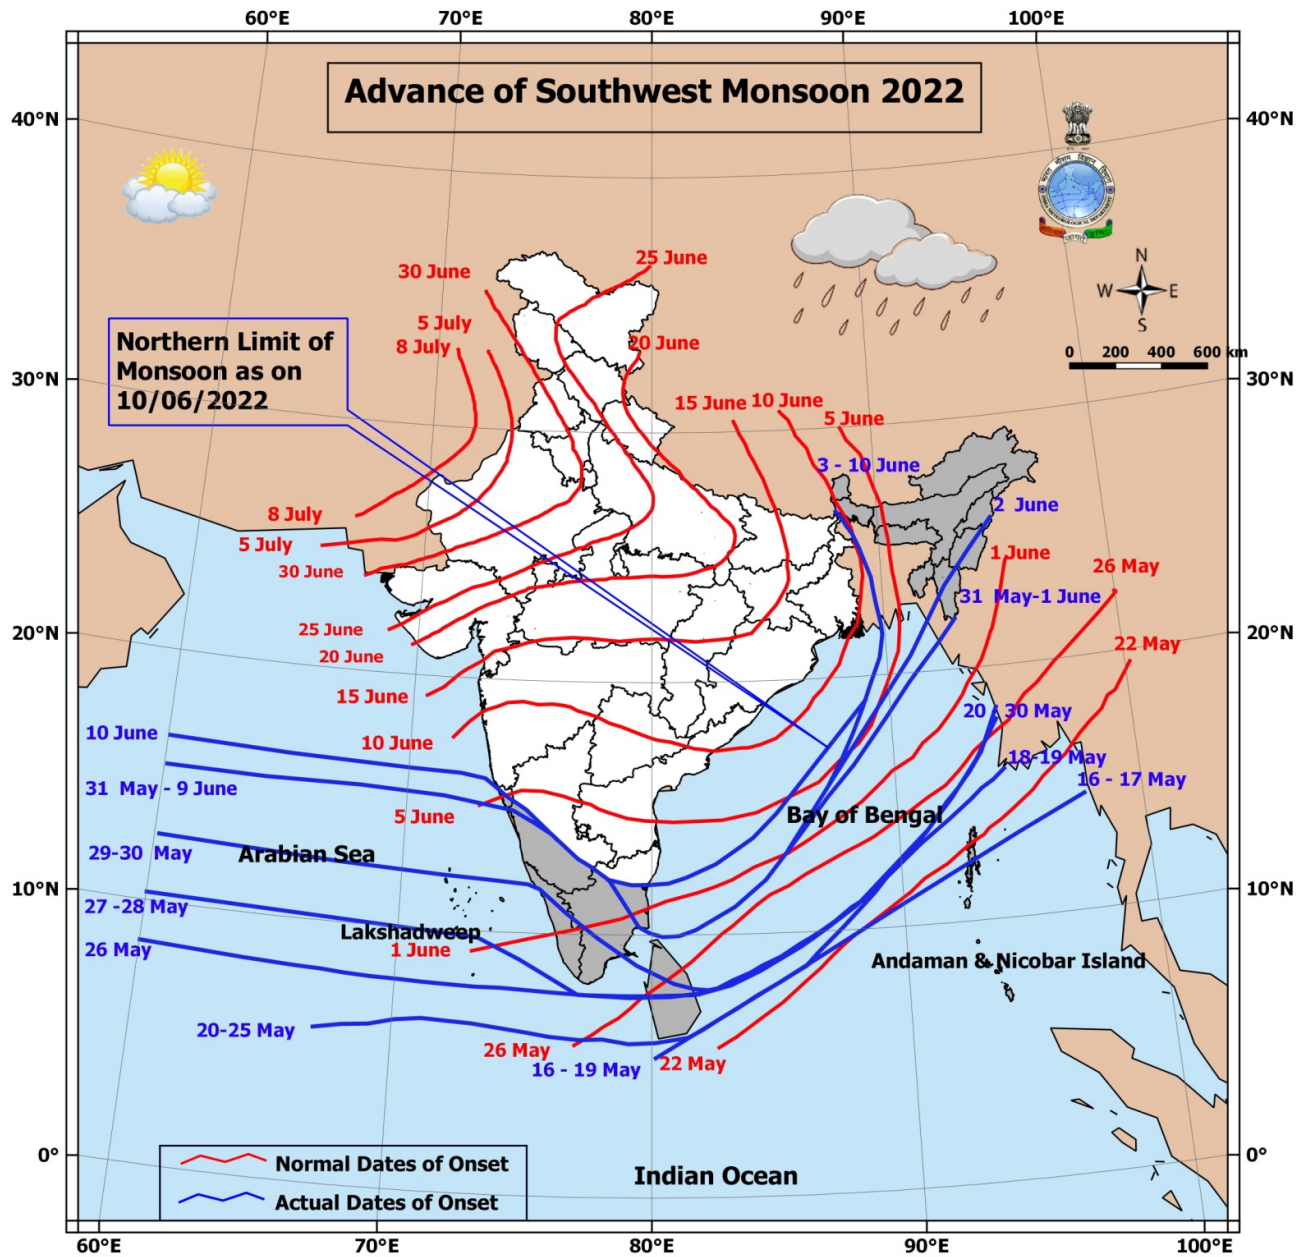 60°E 70°E 80°E 90°E 100°E
Advance of Southwest Monsoon 2022
40°N 40°N
N
W E
S
0 200 400 600 km
30 June
25 June
5 July
8 July
20 June
Northern Limit of
Monsoon as on
10/06/2022
30°N 30°N
15 June 10 June
5 June
3 - 10 June
2 June
8 July
5 July
30 June
1 June
26 May
31 May-1 June
25 June
20°N 20°N
22 May
20 June
15 June
20 - 30 May
10 June
10 June
18-19 May
16 - 17 May
31 May - 9 June
5 June
Bay of Bengal
29-30 May
Arabian Sea
10°N 10°N
27 -28 May
Lakshadweep
26 May
1 June
Andaman & Nicobar Island
20-25 May
26 May
16 - 19 May
22 May
0° 0°
Normal Dates of Onset
Indian Ocean
Actual Dates of Onset
60°E 70°E 80°E 90°E 100°E